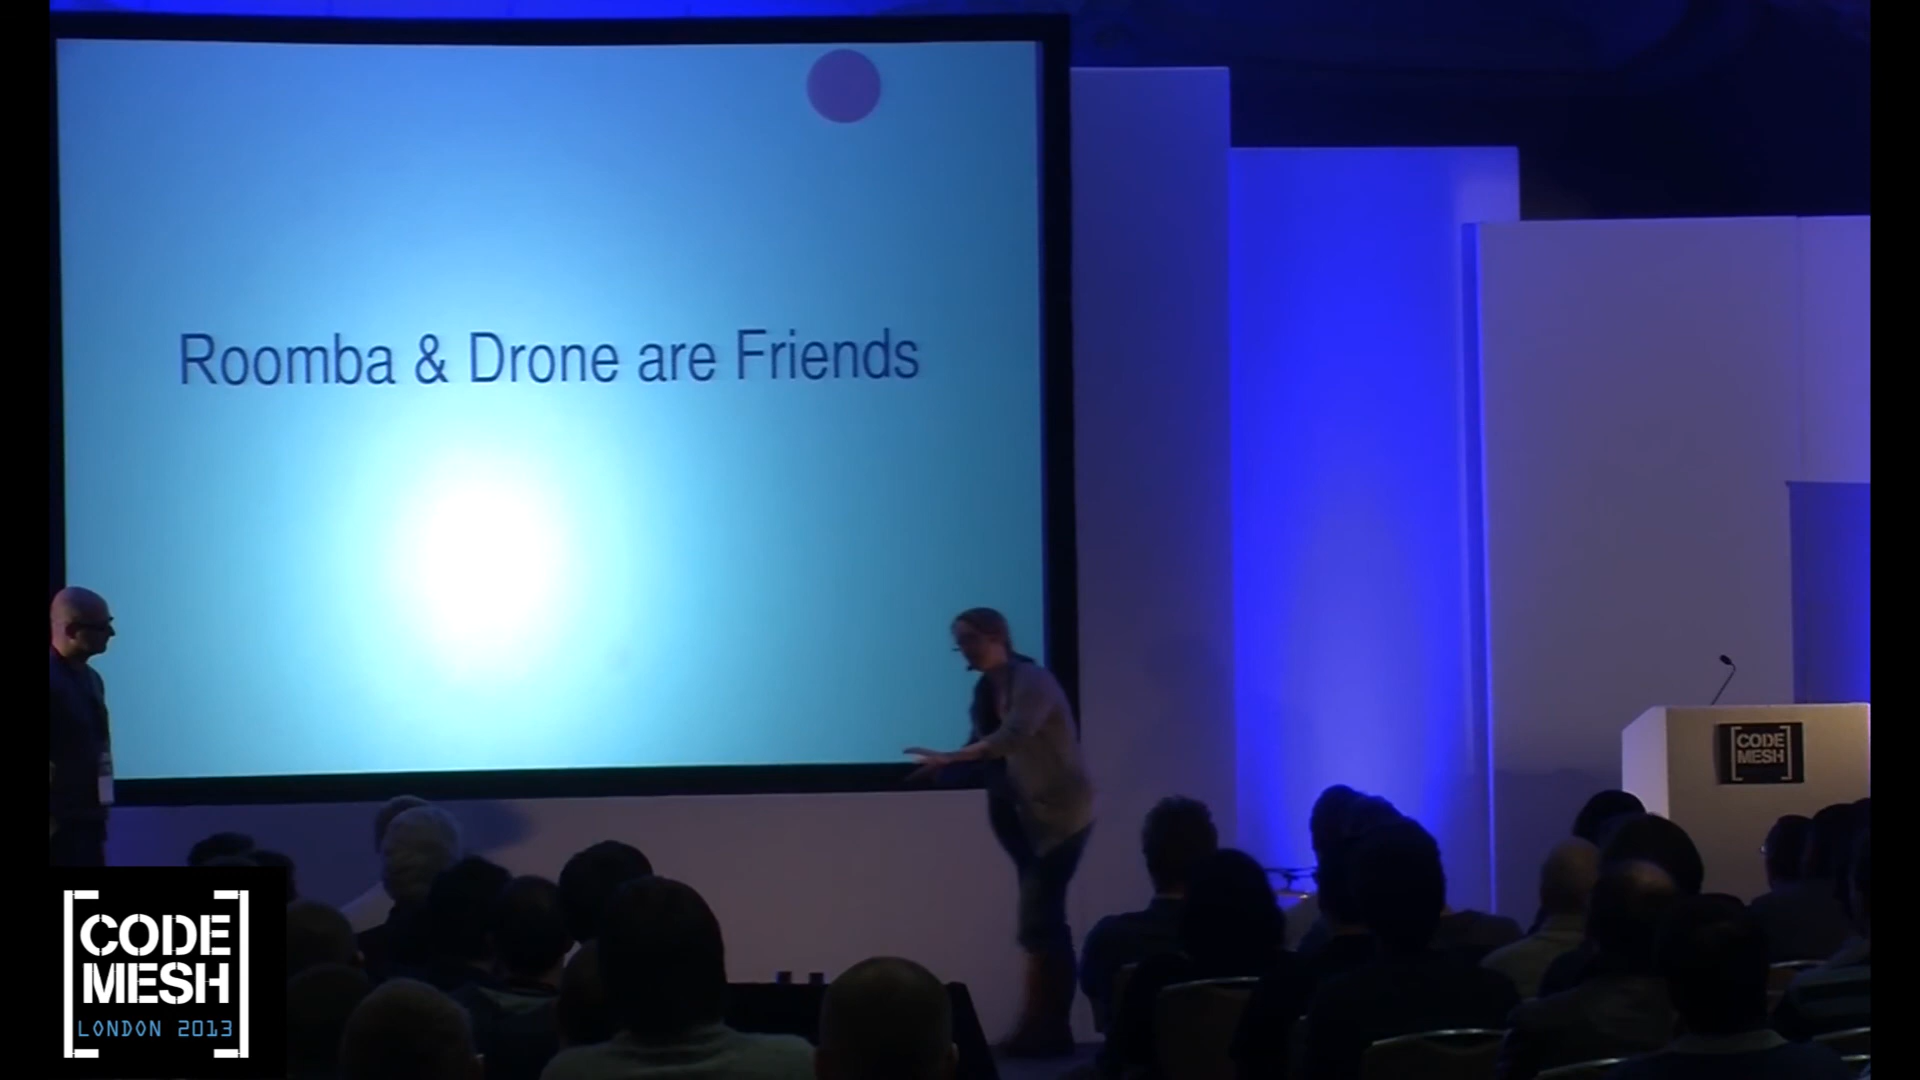 Roomba & Drone are Friends
CODE
MESH
CODE
MESH
LONDON 2013